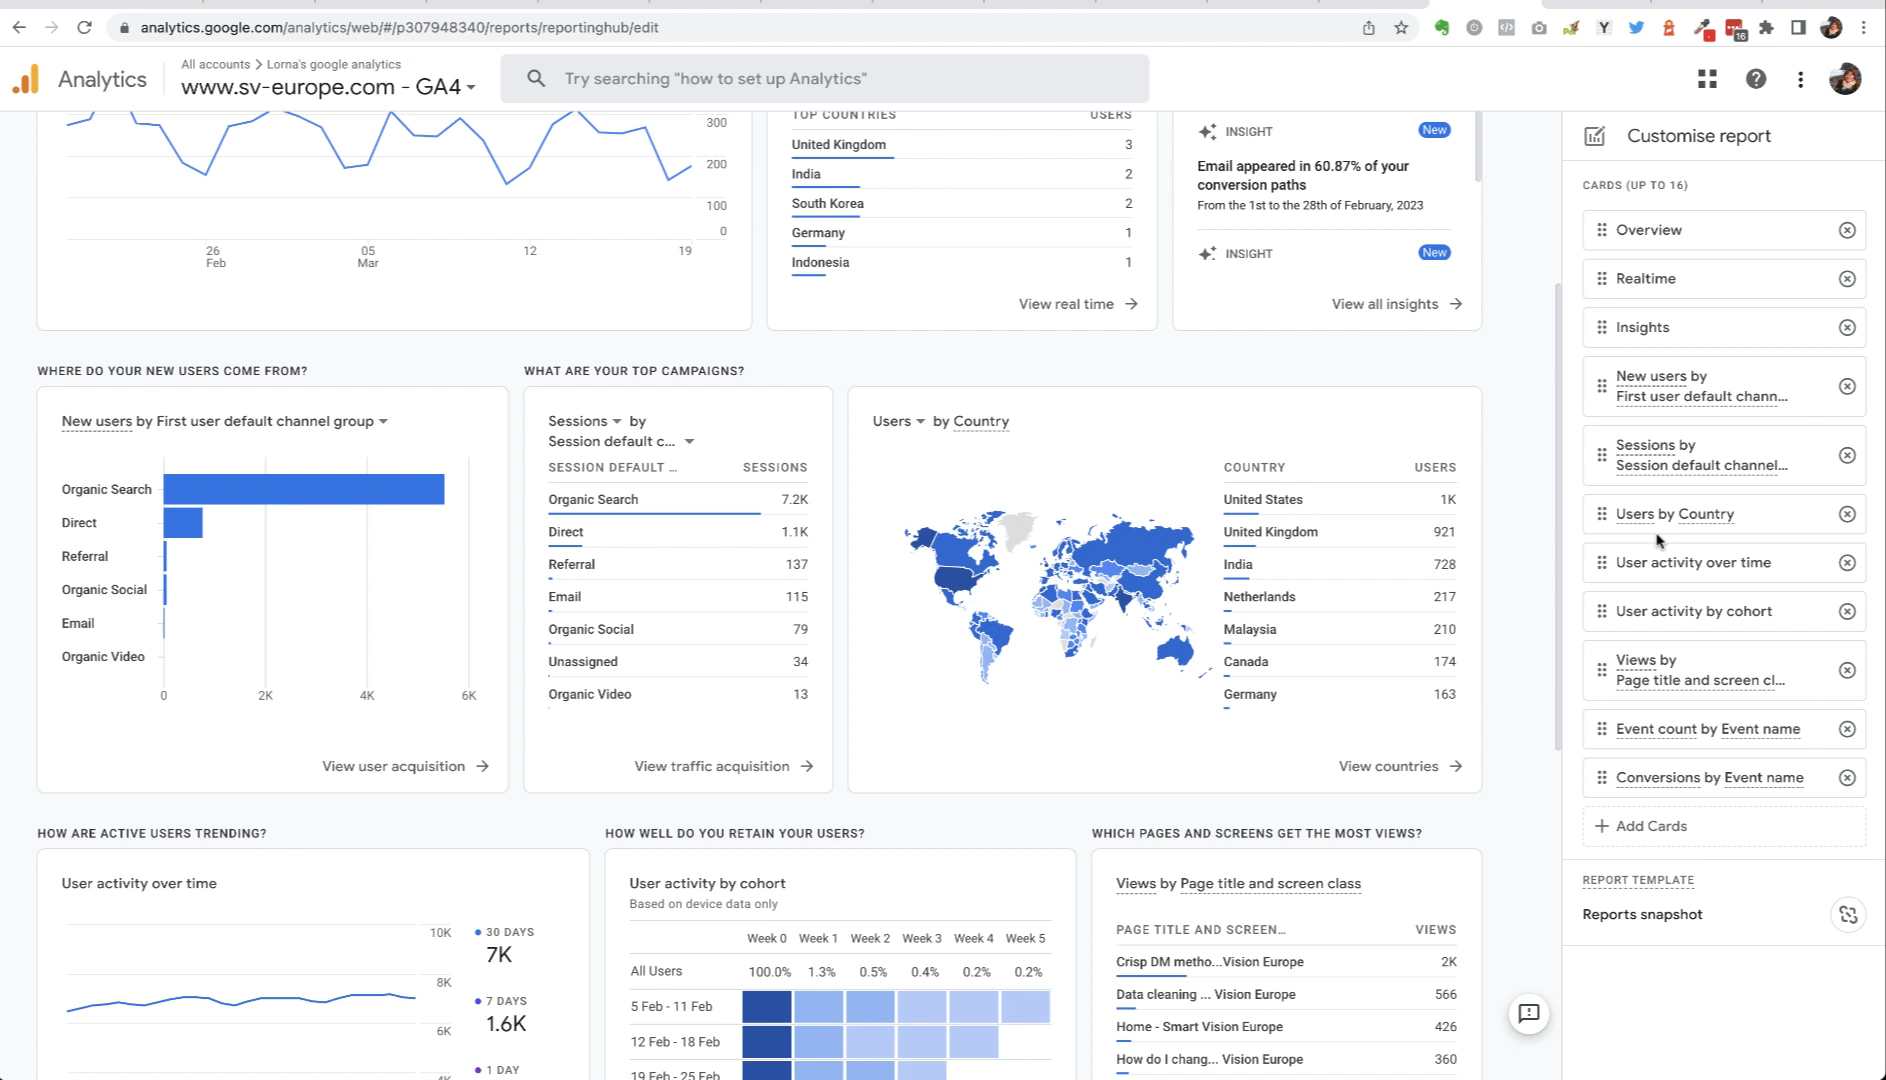 analytics.google.com/analytics/web/#/p307948340/reports/reportinghub/edit
Y
16
Analytics
All accounts > Lorna's google analytics
www.sv-europe.com - GA4
Try searching "how to set up Analytics"
300
200
100
0
26
Feb
05
Mar
12
19
TOP COUNTRIES USERS
United Kingdom 3
India 2
South Korea 2
Germany 1
Indonesia 1
View real time
INSIGHT New
Email appeared in 60.87% of your
conversion paths
From the 1st to the 28th of February, 2023
INSIGHT New
View all insights
WHERE DO YOUR NEW USERS COME FROM?
New users by First user default channel group
Organic Search
Direct
Referral
Organic Social
Email
Organic Video
0 2K 4K 6K
View user acquisition
WHAT ARE YOUR TOP CAMPAIGNS?
Sessions by
Session default c...
SESSION DEFAULT ... SESSIONS
Organic Search 7.2K
Direct 1.1K
Referral 137
Email 115
Organic Social 79
Unassigned 34
Organic Video 13
View traffic acquisition
Users by Country
COUNTRY USERS
United States 1K
United Kingdom 921
India 728
Netherlands 217
Malaysia 210
Canada 174
Germany 163
View countries
HOW ARE ACTIVE USERS TRENDING?
User activity over time
10K
8K
6K
4K
30 DAYS
7K
7 DAYS
1.6K
1 DAY
HOW WELL DO YOU RETAIN YOUR USERS?
User activity by cohort
Based on device data only
Week 0 Week 1 Week 2 Week 3 Week 4 Week 5
All Users 100.0% 1.3% 0.5% 0.4% 0.2% 0.2%
5 Feb - 11 Feb
12 Feb - 18 Feb
19 Feb - 25 Feb
WHICH PAGES AND SCREENS GET THE MOST VIEWS?
Views by Page title and screen class
PAGE TITLE AND SCREEN... VIEWS
Crisp DM metho...Vision Europe 2K
Data cleaning ... Vision Europe 566
Home - Smart Vision Europe 426
How do I chang... Vision Europe 360
Customise report
CARDS (UP TO 16)
Overview
Realtime
Insights
New users by
First user default chann...
Sessions by
Session default channel...
Users by Country
User activity over time
User activity by cohort
Views by
Page title and screen cl...
Event count by Event name
Conversions by Event name
+ Add Cards
REPORT TEMPLATE
Reports snapshot